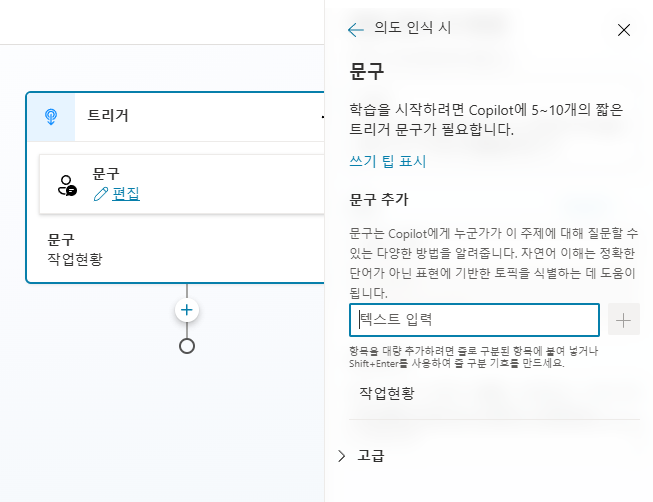 트리거
문구
편집
문구
작업현황
의도 인식 시
문구
학습을 시작하려면 Copilot에 5~10개의 짧은
트리거 문구가 필요합니다.
쓰기 팁 표시
문구 추가
문구는 Copilot에게 누군가가 이 주제에 대해 질문할 수
있는 다양한 방법을 알려줍니다. 자연어 이해는 정확한
단어가 아닌 표현에 기반한 토픽을 식별하는 데 도움이
됩니다.
텍스트 입력
항목을 대량 추가하려면 줄로 구분된 항목에 붙여 넣거나
Shift+Enter를 사용하여 줄 구분 기호를 만드세요.
작업현황
고급